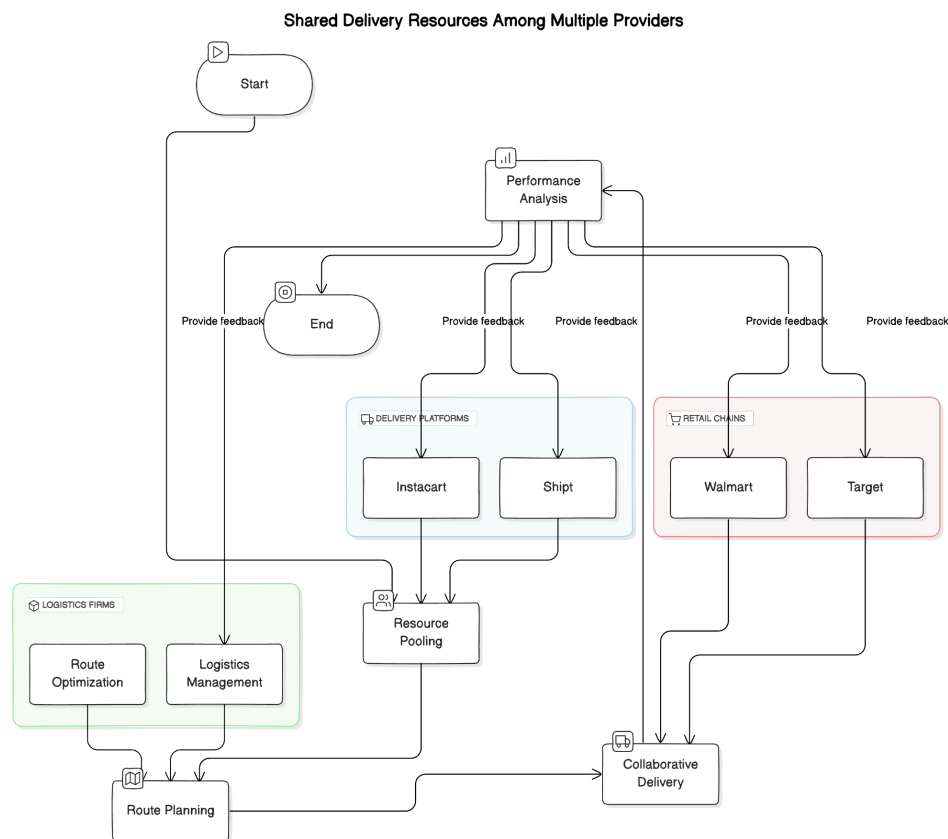 Shared Delivery Resources Among Multiple Providers
Start
Performance
Analysis
Provide feedback
End
Provide feedback
Provide feedback
Provide feedback
Provide feedback
DELIVERY PLATFORMS
RETAIL CHAINS
Instacart
Shipt
Walmart
Target
LOGISTICS FIRMS
Resource
Pooling
Route
Optimization
Logistics
Management
Collaborative
Delivery
Route Planning